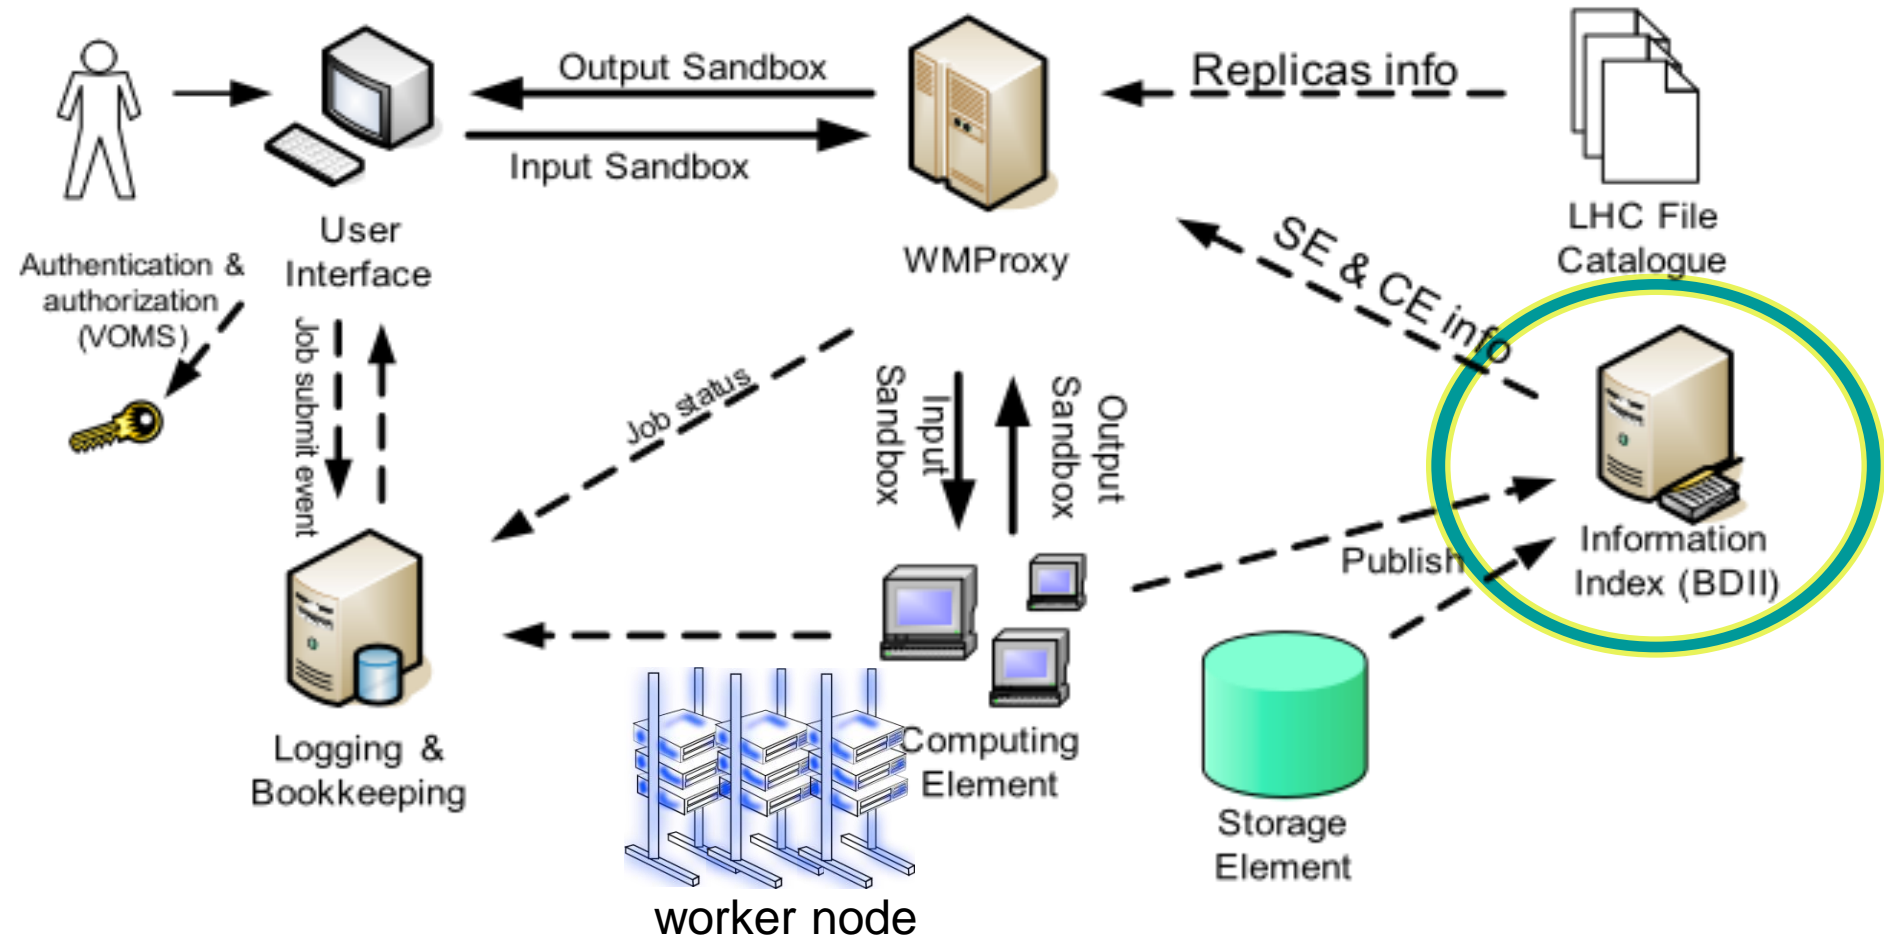 Output Sandbox
Input Sandbox
Replicas info
User
Interface
Authentication &
authorization
(VOMS)
WMProxy
LHC File
Catalogue
SE & CE info
Job submit event
Job status
Input
Sandbox
Output
Sandbox
Publish
Information
Index (BDII)
Logging &
Bookkeeping
Computing
Element
Storage
Element
worker node